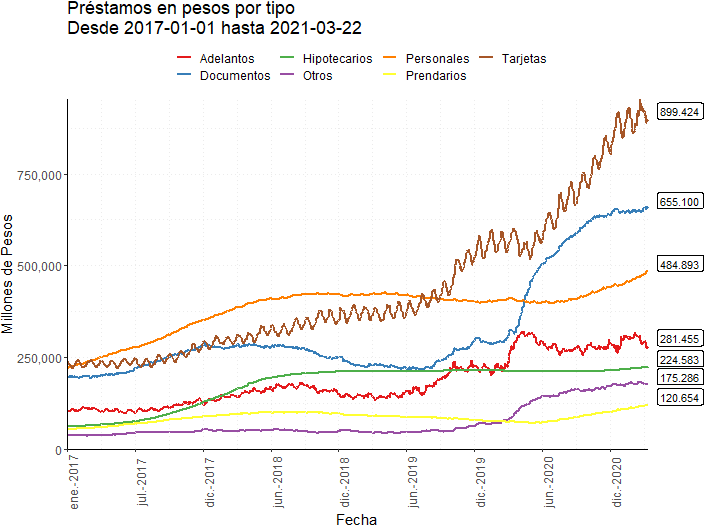 Préstamos en pesos por tipo
Desde 2017-01-01 hasta 2021-03-22
Adelantos Hipotecarios Personales Tarjetas
Documentos Otros Prendarios
Millones de Pesos
750,000
500,000
250,000
0
899.424
655.100
484.893
281.455
224.583
175.286
120.654
ene.-2017
jul.-2017
dic.-2017
jun.-2018
dic.-2018
jun.-2019
dic.-2019
jun.-2020
dic.-2020
Fecha